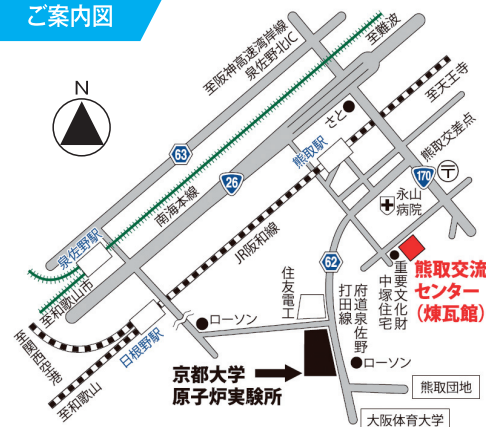 ご案内図
N
至阪神高速湾岸線
泉佐野北IC
至難波
至天王寺
さと
熊取駅
熊取交差点
63
26
170
南海本線
永山
病院
泉佐野駅
JR阪和線
62
重要文化財
中塚住宅
熊取交流
センター
(煉瓦館)
至和歌山市
住友電工
府道泉佐野
打田線
至関西空港
日根野駅
ローソン
ローソン
至和歌山
京都大学
原子炉実験所
熊取団地
大阪体育大学